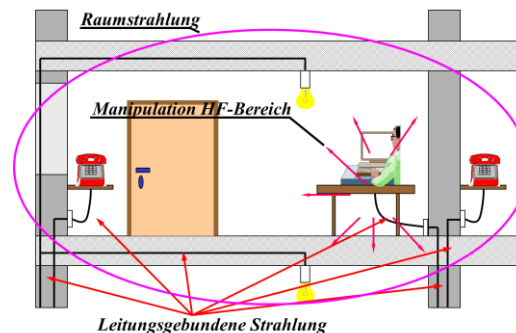 Raumstrahlung
Manipulation HF-Bereich
Leitungsgebundene Strahlung